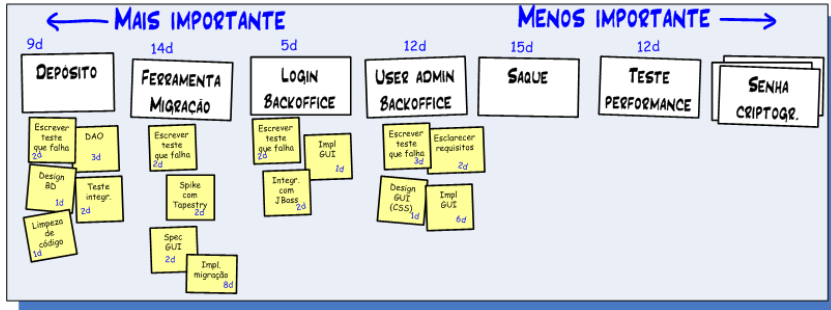 MAIS IMPORTANTE
MENOS IMPORTANTE
9d
14d
5d
12d
15d
12d
DEPÓSITO
FERRAMENTA
MIGRAÇÃO
LOGIN
BACKOFFICE
USER ADMIN
BACKOFFICE
SAQUE
TESTE
PERFORMANCE
SENHA
CRIPTOGR.
Escrever
teste
que falha
2d
DAO
3d
Design
BD
1d
Teste
integr.
2d
Limpeza
de
código
1d
Escrever
teste
que falha
2d
Spike
com
Tapestry
2d
Spec
GUI
2d
Impl.
migração
8d
Escrever
teste
que falha
2d
Impl
GUI
1d
Integr.
com
JBoss
2d
Escrever
teste
que falha
3d
Esclarecer
requisitos
2d
Design
GUI
(CSS)
1d
Impl
GUI
6d